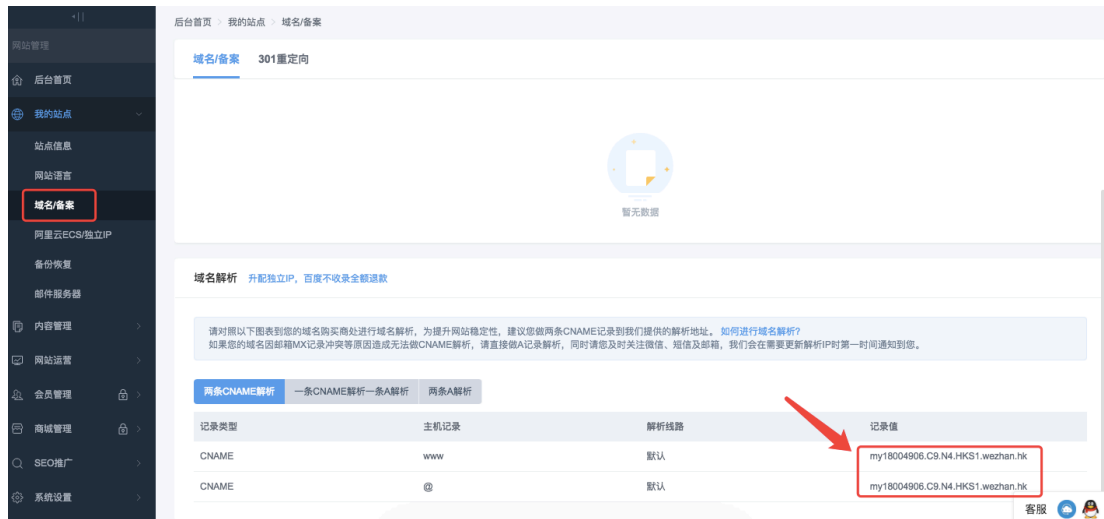 网站管理
后台首页
我的站点
站点信息
网站语言
域名/备案
阿里云ECS/独立IP
备份恢复
邮件服务器
内容管理
网站运营
会员管理
商城管理
SEO推广
系统设置
后台首页 > 我的站点 > 域名/备案
域名/备案 301重定向
暂无数据
域名解析 升配独立IP，百度不收录全额退款
请对照以下图表到您的域名购买商处进行域名解析，为提升网站稳定性，建议您做两条CNAME记录到我们提供的解析地址。 如何进行域名解析?
如果您的域名因邮箱MX记录冲突等原因造成无法做CNAME解析，请直接做A记录解析，同时请您及时关注微信、短信及邮箱，我们会在需要更新解析IP时第一时间通知到您。
两条CNAME解析 一条CNAME解析一条A解析 两条A解析
记录类型 主机记录 解析线路 记录值
CNAME www 默认 my18004906.C9.N4.HKS1.wezhan.hk
CNAME @ 默认 my18004906.C9.N4.HKS1.wezhan.hk
客服